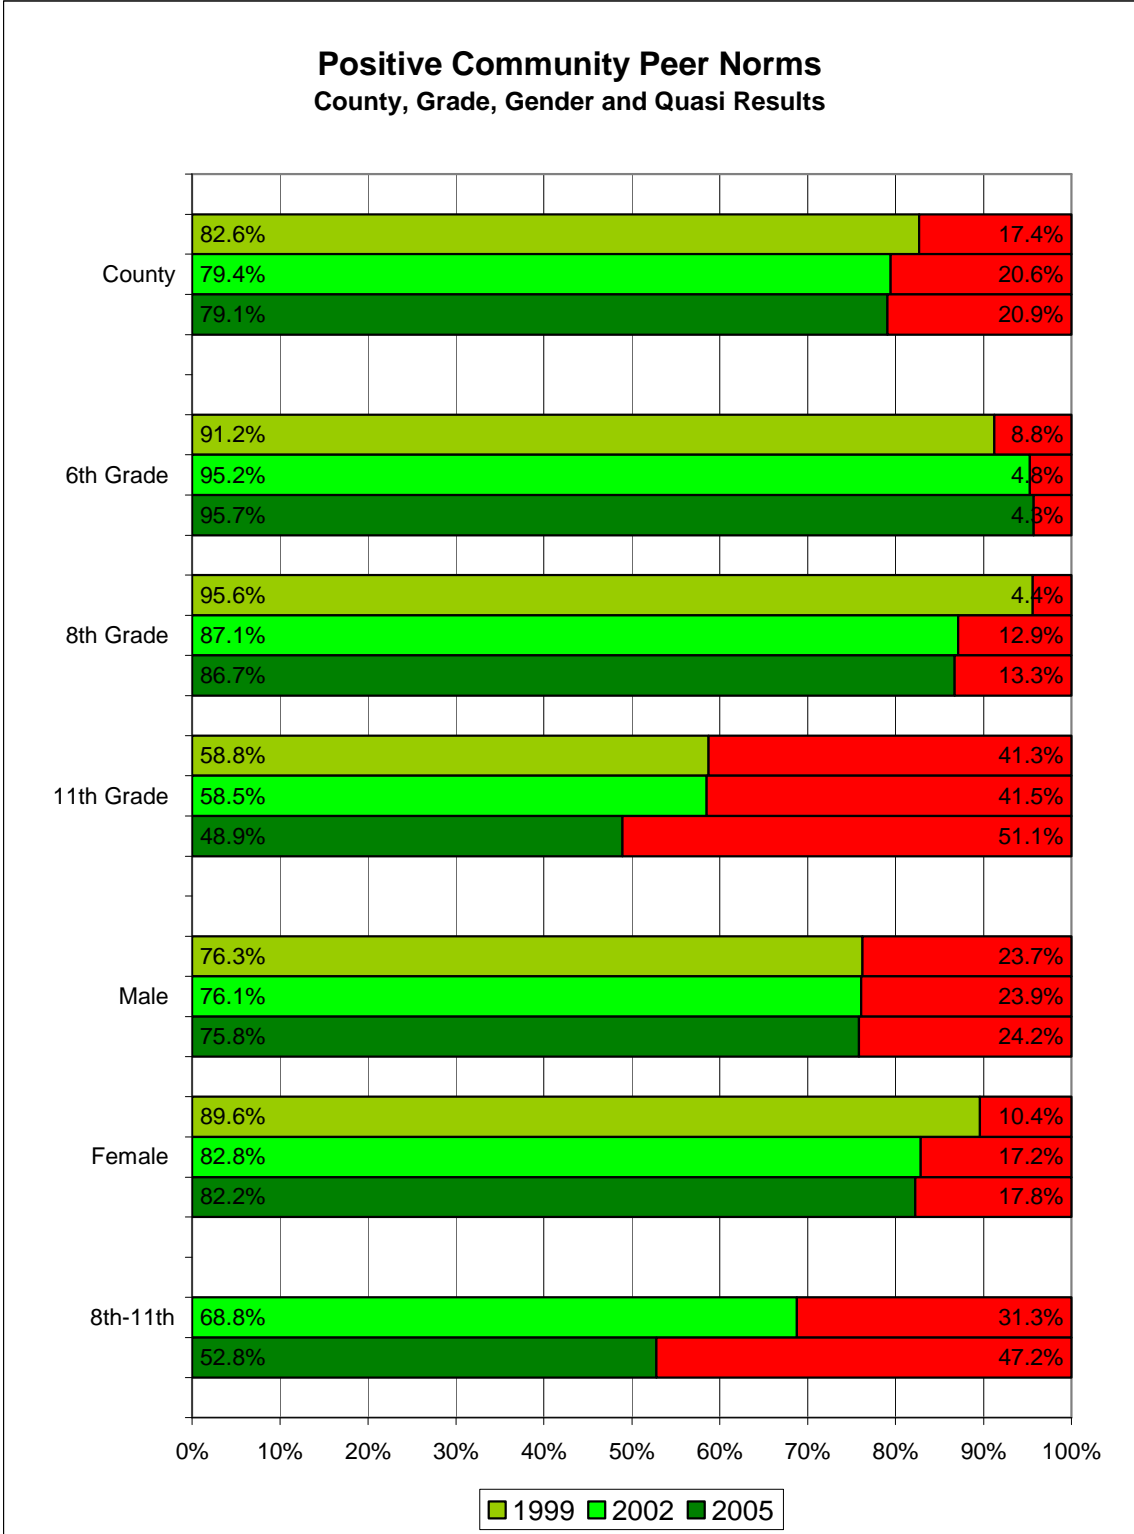 Positive Community Peer Norms
County, Grade, Gender and Quasi Results
82.6% 17.4%
County 79.4% 20.6%
79.1% 20.9%
91.2% 8.8%
6th Grade 95.2% 4.8%
95.7% 4.3%
95.6% 4.4%
8th Grade 87.1% 12.9%
86.7% 13.3%
58.8% 41.3%
11th Grade 58.5% 41.5%
48.9% 51.1%
76.3% 23.7%
Male 76.1% 23.9%
75.8% 24.2%
89.6% 10.4%
Female 82.8% 17.2%
82.2% 17.8%
8th-11th 68.8% 31.3%
52.8% 47.2%
0% 10% 20% 30% 40% 50% 60% 70% 80% 90% 100%
1999 2002 2005